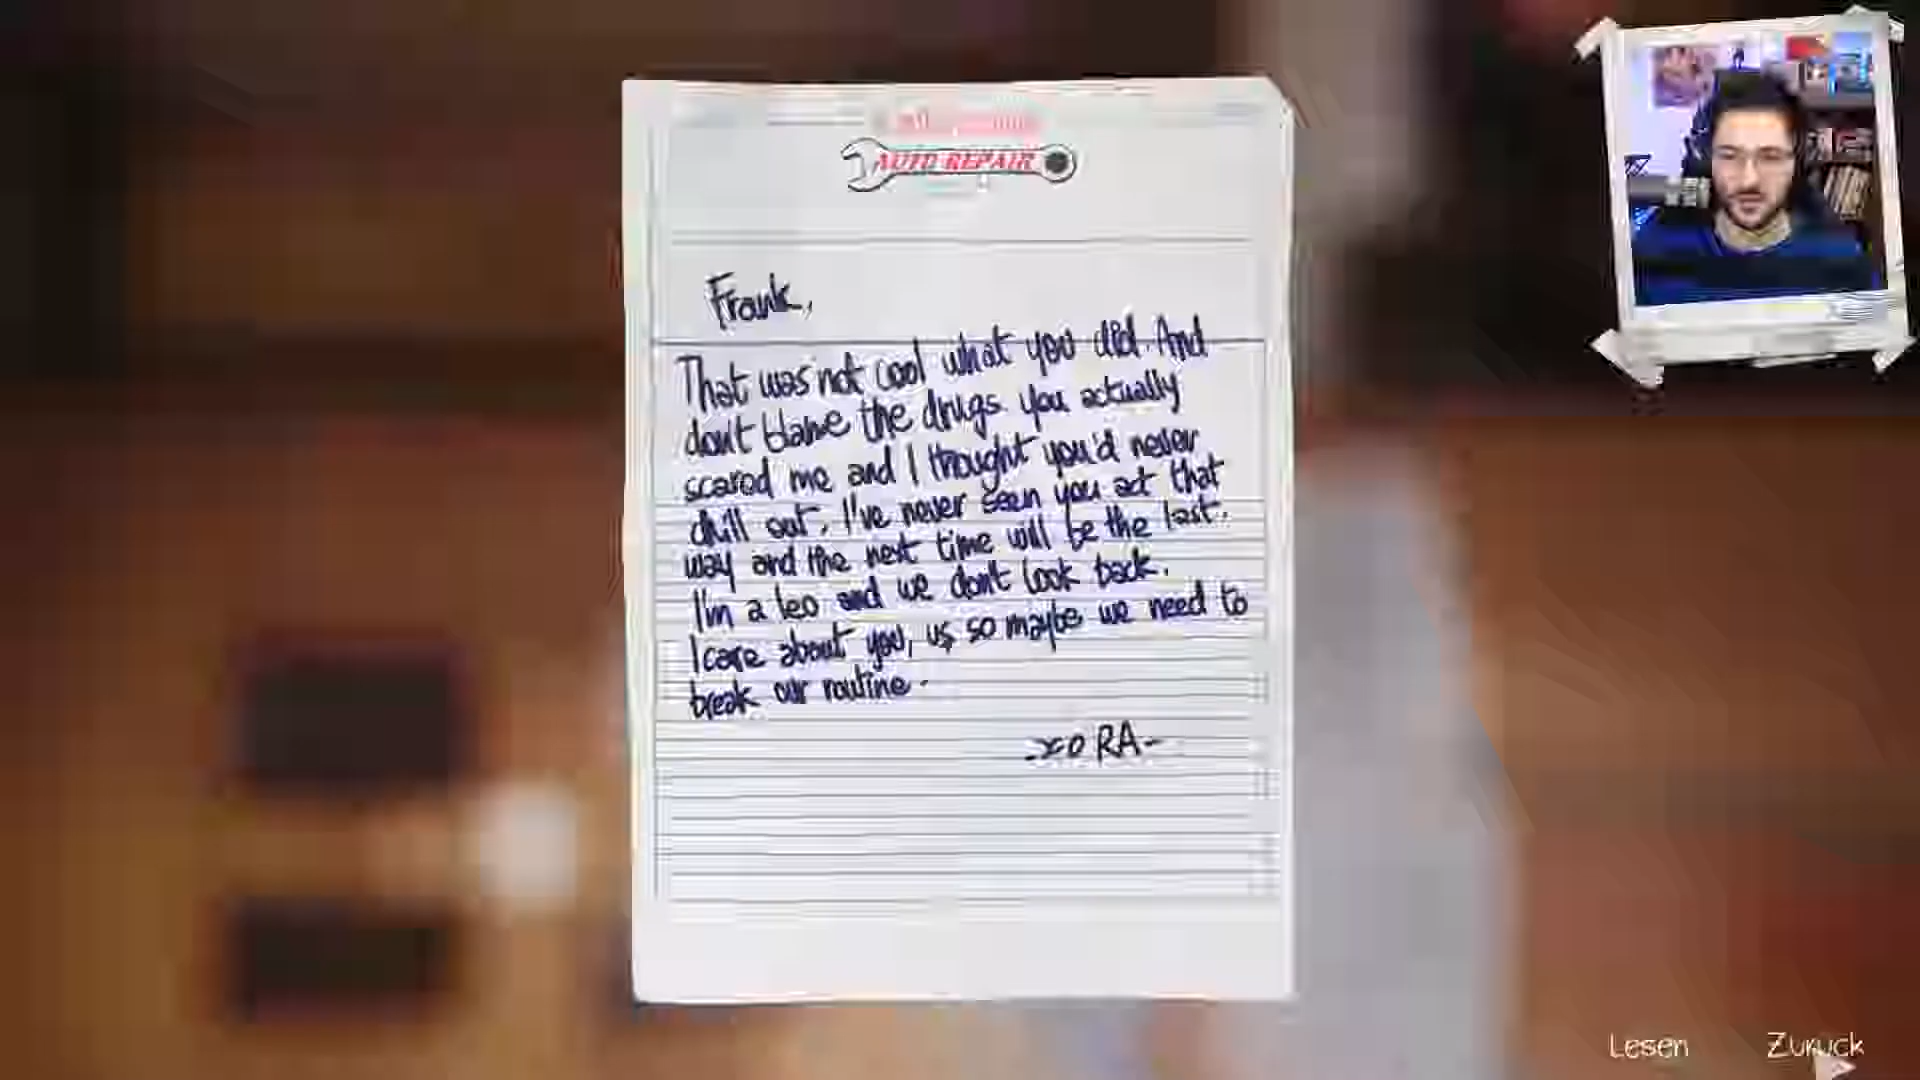 AUTO REPAIR
Frank,
That was not cool what you did. And
don't blame the drugs. you actually
scared me and I thought you'd never
chill out. I've never seen you act that
way and the next time will be the last.
I'm a leo and we don't look back.
I care about you, us so maybe we need to
break our routine.
xo RA-
Lesen
Zurück